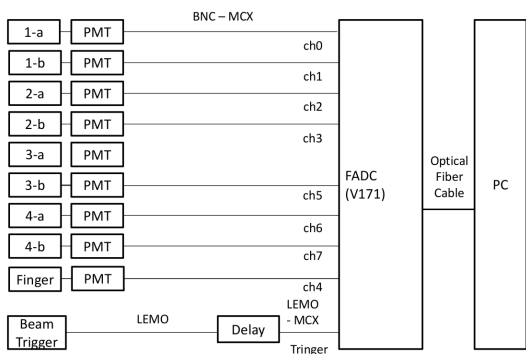 BNC – MCX
1-a PMT
ch0
1-b PMT
ch1
2-a PMT
ch2
2-b PMT
ch3
3-a PMT
3-b PMT
ch5
4-a PMT
ch6
4-b PMT
ch7
Finger PMT
ch4
FADC
(V171)
Optical
Fiber
Cable
PC
Beam
Trigger
LEMO
Delay
LEMO
- MCX
Tringer